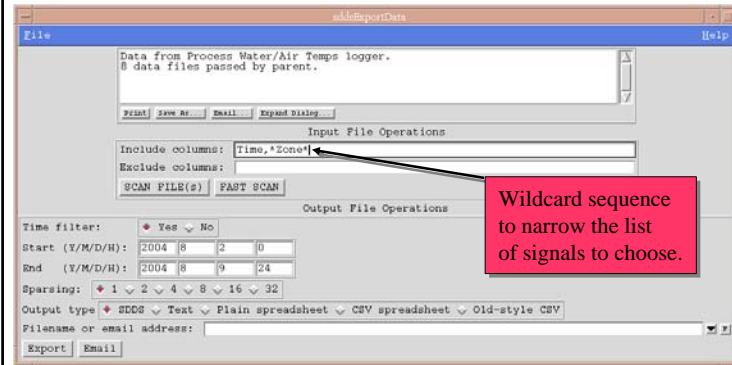 sddsExportData
File Help
Data from Process Water/Air Temps logger.
8 data files passed by parent.
Print Save As... Email... Expand Dialog...
Input File Operations
Include columns: Time,*Zone*
Exclude columns:
SCAN FILE(s) FAST SCAN
Wildcard sequence
to narrow the list
of signals to choose.
Output File Operations
Time filter: Yes No
Start (Y/M/D/H): 2004 8 2 0
End (Y/M/D/H): 2004 8 9 24
Sparsing: 1 2 4 8 16 32
Output type SDDS Text Plain spreadsheet CSV spreadsheet Old-style CSV
Filename or email address:
Export Email